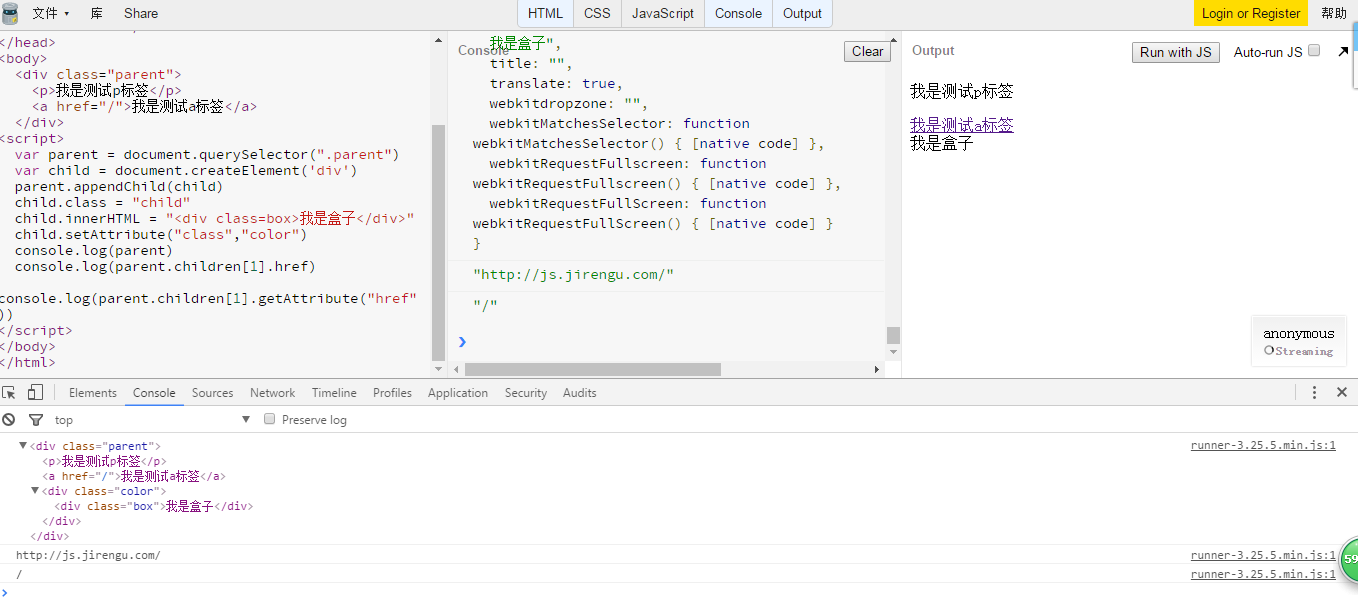 文件 库 Share HTML CSS JavaScript Console Output Login or Register 帮助
</head>
<body>
<div class="parent">
<p>我是测试p标签</p>
<a href="/">我是测试a标签</a>
</div>
<script>
var parent = document.querySelector(".parent")
var child = document.createElement('div')
parent.appendChild(child)
child.class = "child"
child.innerHTML = "<div class=box>我是盒子</div>"
child.setAttribute("class","color")
console.log(parent)
console.log(parent.children[1].href)
console.log(parent.children[1].getAttribute("href"
))
</script>
</body>
</html>
Console
Clear
我是盒子",
title: "",
translate: true,
webkitdropzone: "",
webkitMatchesSelector: function
webkitMatchesSelector() { [native code] },
webkitRequestFullscreen: function
webkitRequestFullscreen() { [native code] },
webkitRequestFullScreen: function
webkitRequestFullScreen() { [native code] }
}
"http://js.jirengu.com/"
"/"
Output
Run with JS Auto-run JS
我是测试p标签
我是测试a标签
我是盒子
anonymous
Streaming
Elements Console Sources Network Timeline Profiles Application Security Audits
top Preserve log
<div class="parent"> runner-3.25.5.min.js:1
<p>我是测试p标签</p>
<a href="/">我是测试a标签</a>
<div class="color">
<div class="box">我是盒子</div>
</div>
</div>
http://js.jirengu.com/ runner-3.25.5.min.js:1
/ runner-3.25.5.min.js:1
59